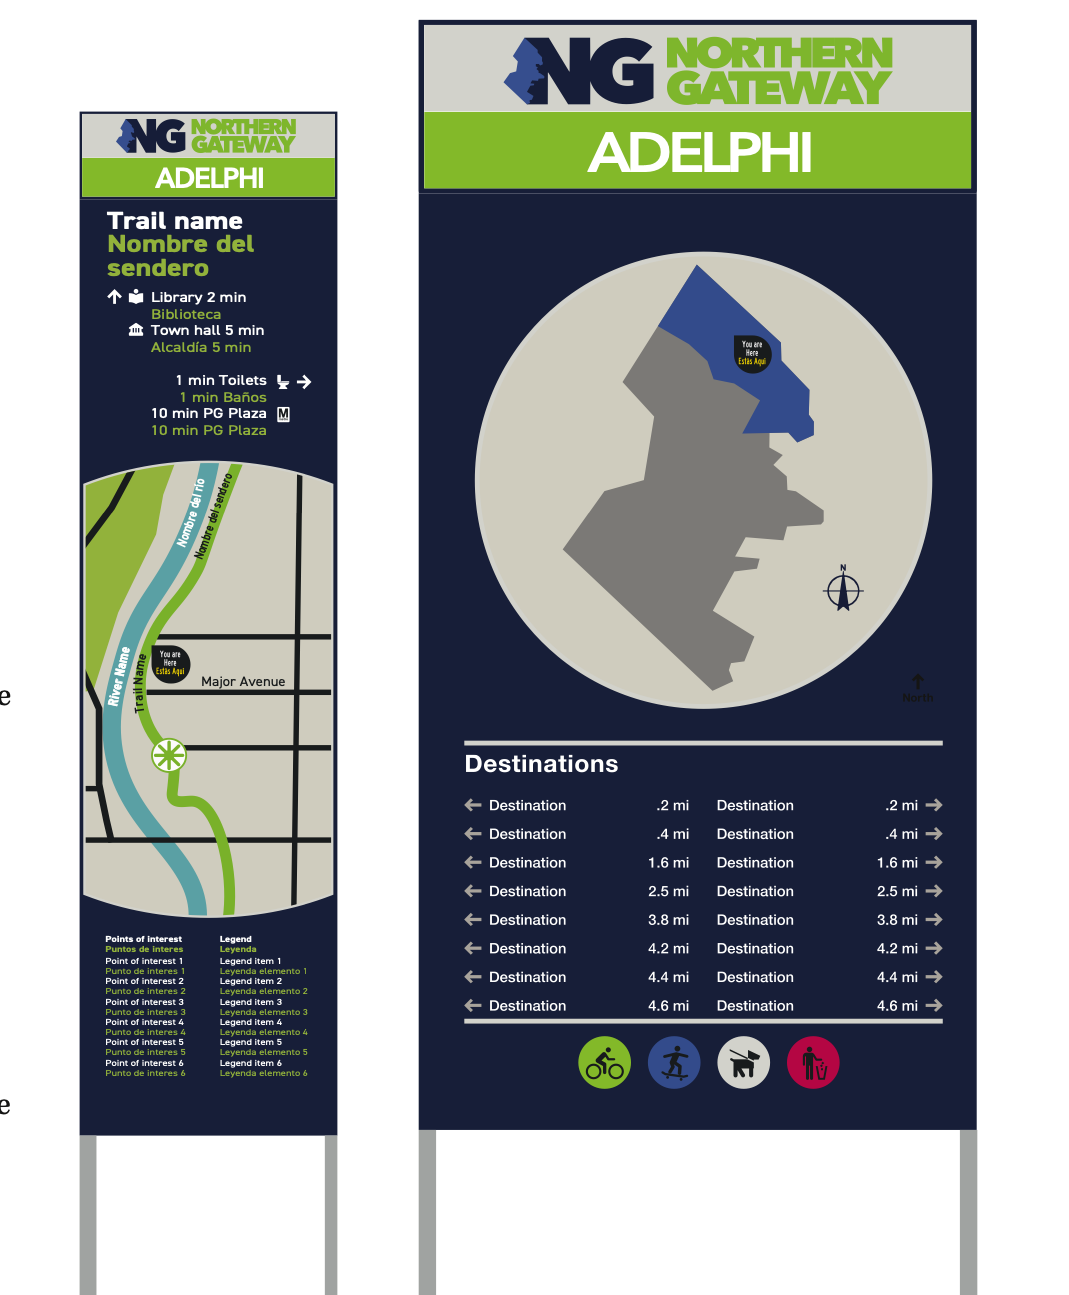 NG NORTHERN
GATEWAY
ADELPHI
Trail name
Nombre del
sendero
Library 2 min
Biblioteca
Town hall 5 min
Alcaldía 5 min
1 min Toilets
1 min Baños
10 min PG Plaza
M
10 min PG Plaza
Nombre del río
Nombre del sendero
River Name
Trail Name
You are
Here
Estàs Aquí
Major Avenue
Points of interest
Puntos de interes
Point of interest 1
Punto de interes 1
Point of interest 2
Punto de interes 2
Point of interest 3
Punto de interes 3
Point of interest 4
Punto de interes 4
Point of interest 5
Punto de interes 5
Point of interest 6
Punto de interes 6
Legend
Leyenda
Legend item 1
Leyenda elemento 1
Legend item 2
Leyenda elemento 2
Legend item 3
Leyenda elemento 3
Legend item 4
Leyenda elemento 4
Legend item 5
Leyenda elemento 5
Legend item 6
Leyenda elemento 6
NG NORTHERN
GATEWAY
ADELPHI
You are
Here
Estàs Aquí
N
North
Destinations
Destination .2 mi Destination .2 mi
Destination .4 mi Destination .4 mi
Destination 1.6 mi Destination 1.6 mi
Destination 2.5 mi Destination 2.5 mi
Destination 3.8 mi Destination 3.8 mi
Destination 4.2 mi Destination 4.2 mi
Destination 4.4 mi Destination 4.4 mi
Destination 4.6 mi Destination 4.6 mi
e
e